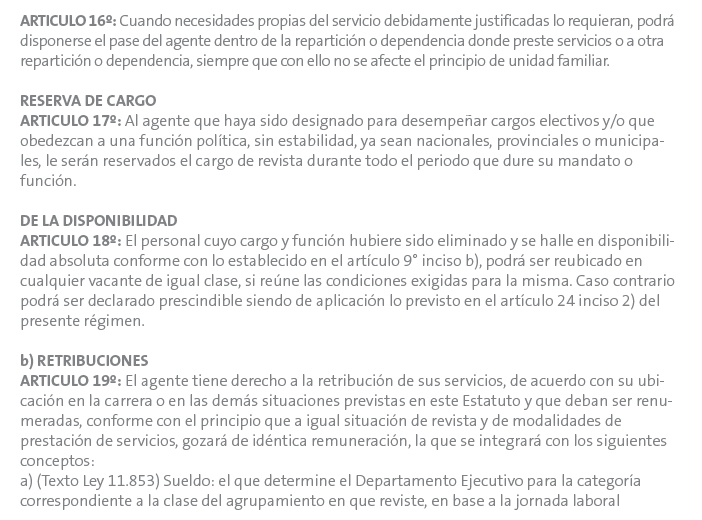 ARTICULO 16º: Cuando necesidades propias del servicio debidamente justificadas lo requieran, podrá
disponerse el pase del agente dentro de la repartición o dependencia donde preste servicios o a otra
repartición o dependencia, siempre que con ello no se afecte el principio de unidad familiar.
RESERVA DE CARGO
ARTICULO 17º: Al agente que haya sido designado para desempeñar cargos electivos y/o que
obedezcan a una función política, sin estabilidad, ya sean nacionales, provinciales o municipa-
les, le serán reservados el cargo de revista durante todo el periodo que dure su mandato o
función.
DE LA DISPONIBILIDAD
ARTICULO 18º: El personal cuyo cargo y función hubiere sido eliminado y se halle en disponibili-
dad absoluta conforme con lo establecido en el artículo 9° inciso b), podrá ser reubicado en
cualquier vacante de igual clase, si reúne las condiciones exigidas para la misma. Caso contrario
podrá ser declarado prescindible siendo de aplicación lo previsto en el artículo 24 inciso 2) del
presente régimen.
b) RETRIBUCIONES
ARTICULO 19º: El agente tiene derecho a la retribución de sus servicios, de acuerdo con su ubi-
cación en la carrera o en las demás situaciones previstas en este Estatuto y que deban ser renu-
meradas, conforme con el principio que a igual situación de revista y de modalidades de
prestación de servicios, gozará de idéntica remuneración, la que se integrará con los siguientes
conceptos:
a) (Texto Ley 11.853) Sueldo: el que determine el Departamento Ejecutivo para la categoría
correspondiente a la clase del agrupamiento en que reviste, en base a la jornada laboral